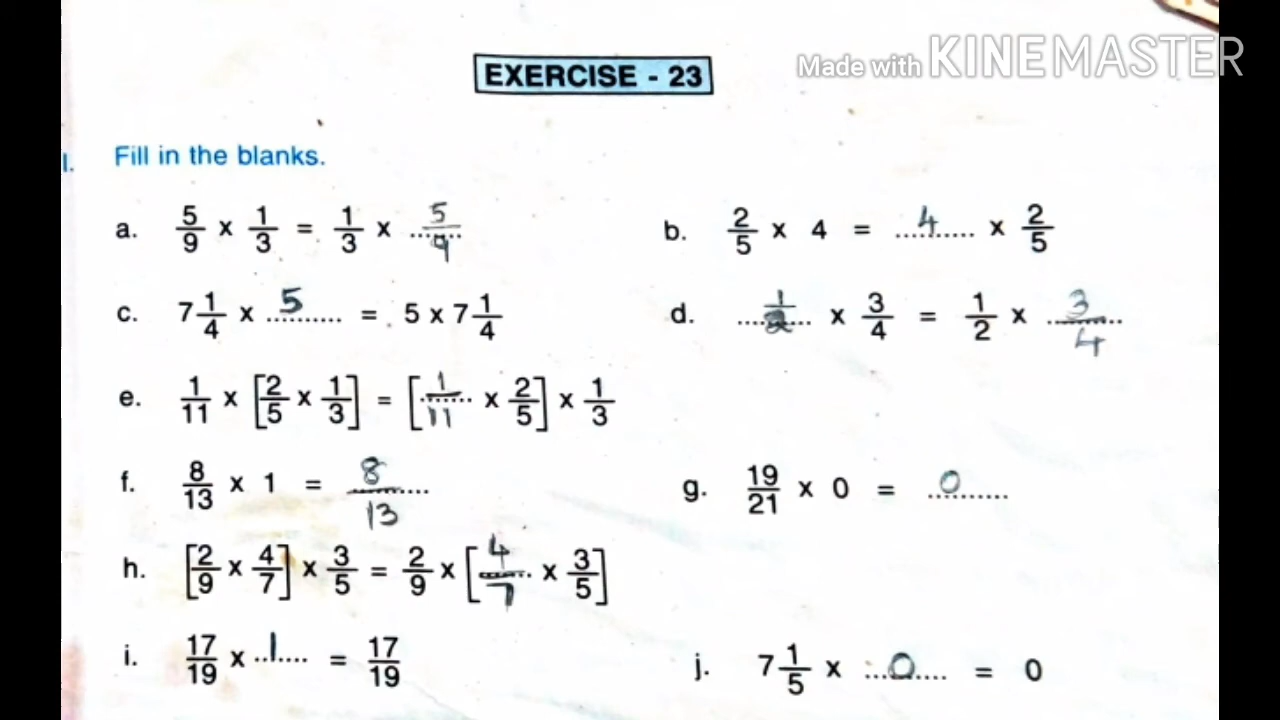 Made with KINEMASTER
EXERCISE - 23
I. Fill in the blanks.
a. 5/9 x 1/3 = 1/3 x 5/9
b. 2/5 x 4 = 4 x 2/5
c. 7 1/4 x 5 = 5 x 7 1/4
d. 1/2 x 3/4 = 1/2 x 3/4
e. 1/11 x [2/5 x 1/3] = [1/11 x 2/5] x 1/3
f. 8/13 x 1 = 8/13
g. 19/21 x 0 = 0
h. [2/9 x 4/7] x 3/5 = 2/9 x [4/7 x 3/5]
i. 17/19 x 1 = 17/19
j. 7 1/5 x 0 = 0